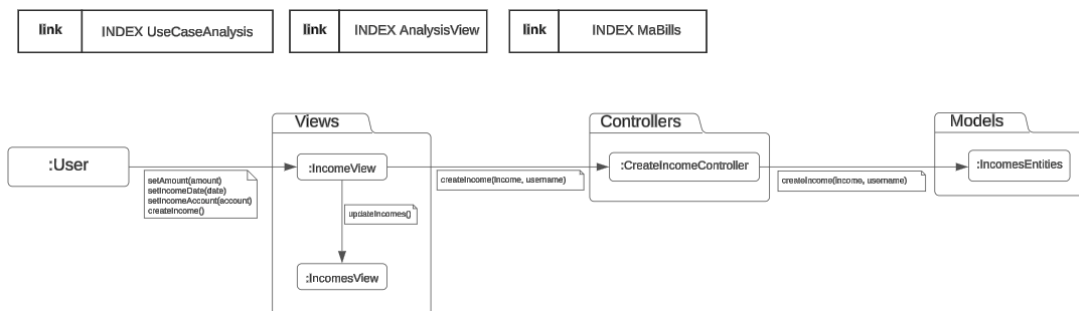 link INDEX UseCaseAnalysis link INDEX AnalysisView link INDEX MaBills
Views Controllers Models
:User
:IncomeView
:CreateIncomeController
:IncomesEntities
setAmount(amount)
setIncomeDate(date)
setIncomeAccount(account)
createIncome()
createIncome(income, username)
createIncome(income, username)
updateIncomes()
:IncomesView